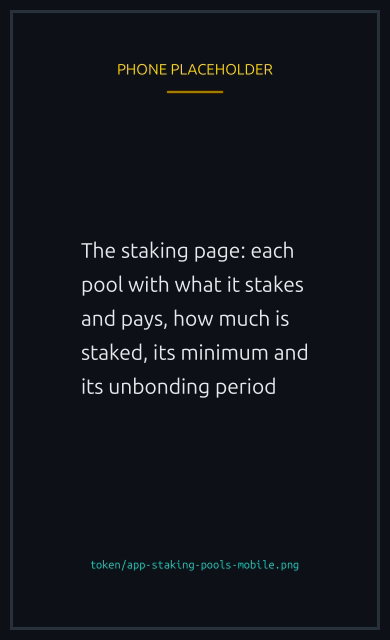 PHONE PLACEHOLDER
The staking page: each
pool with what it stakes
and pays, how much is
staked, its minimum and
its unbonding period
token/app-staking-pools-mobile.png